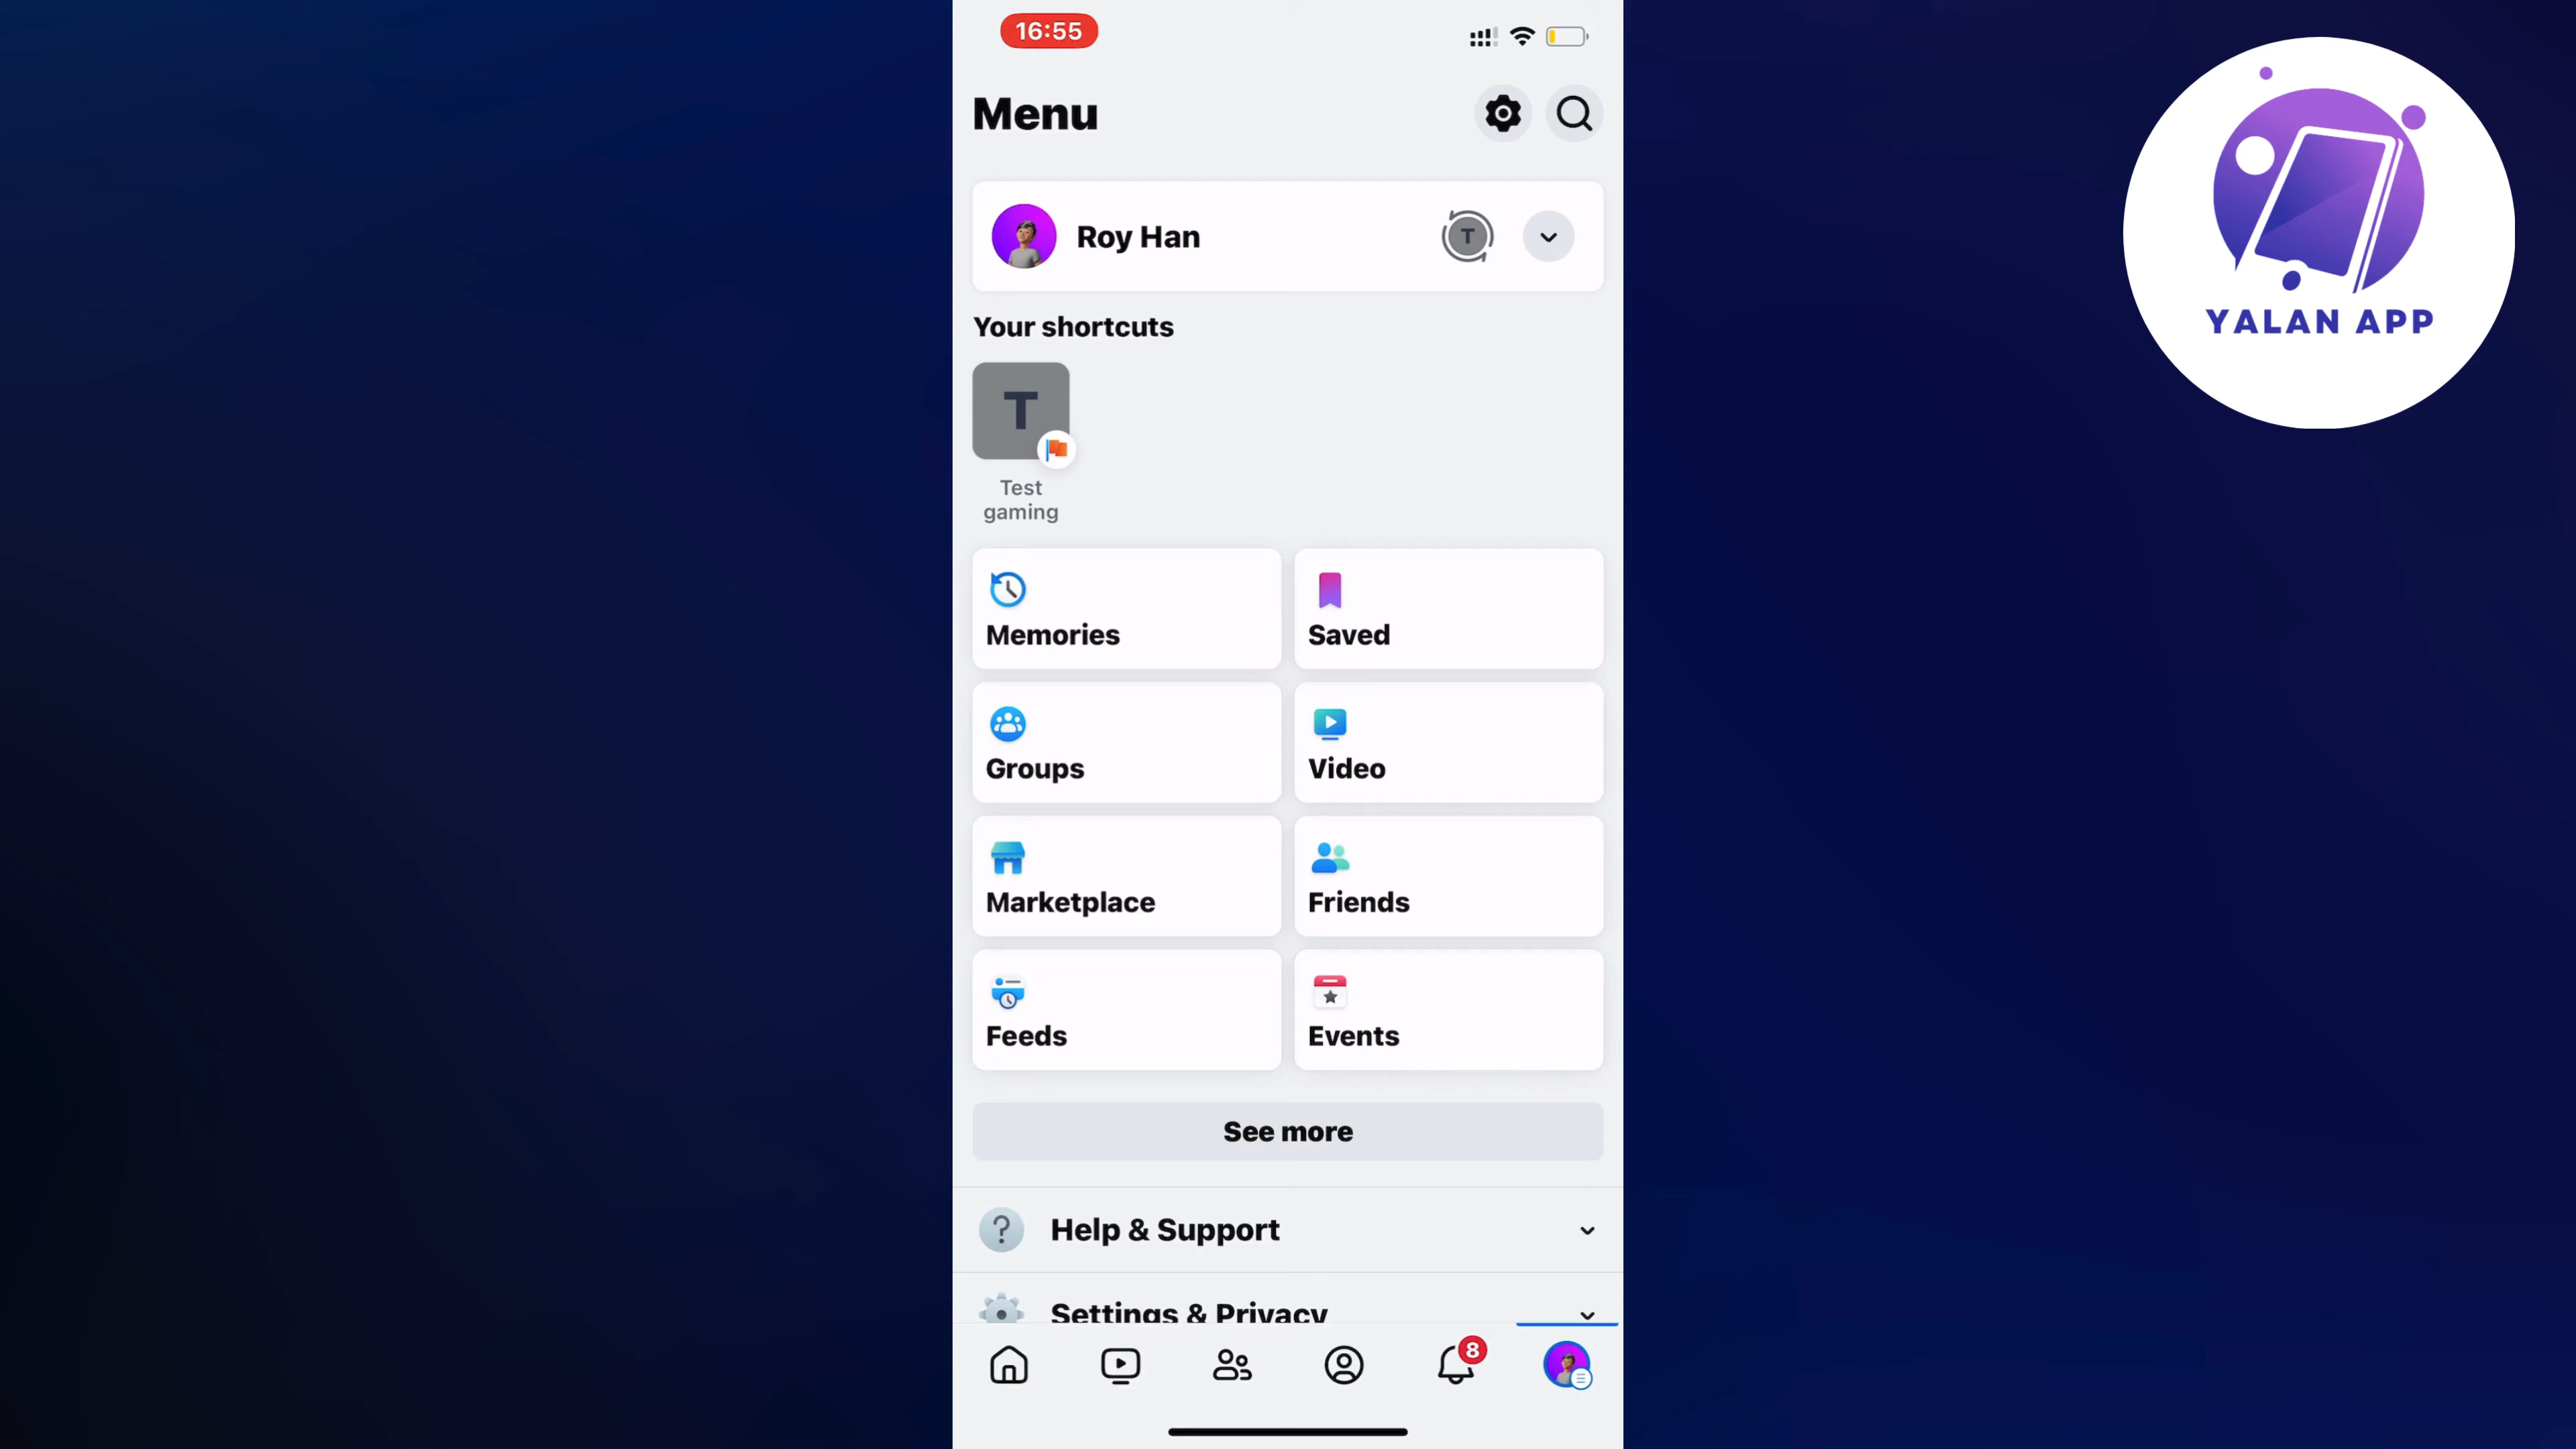 16:55
Menu
Roy Han
T
Your shortcuts
T
Test
gaming
Memories
Saved
Groups
Video
Marketplace
Friends
Feeds
Events
See more
Help & Support
Settings & Privacy
8
YALAN APP